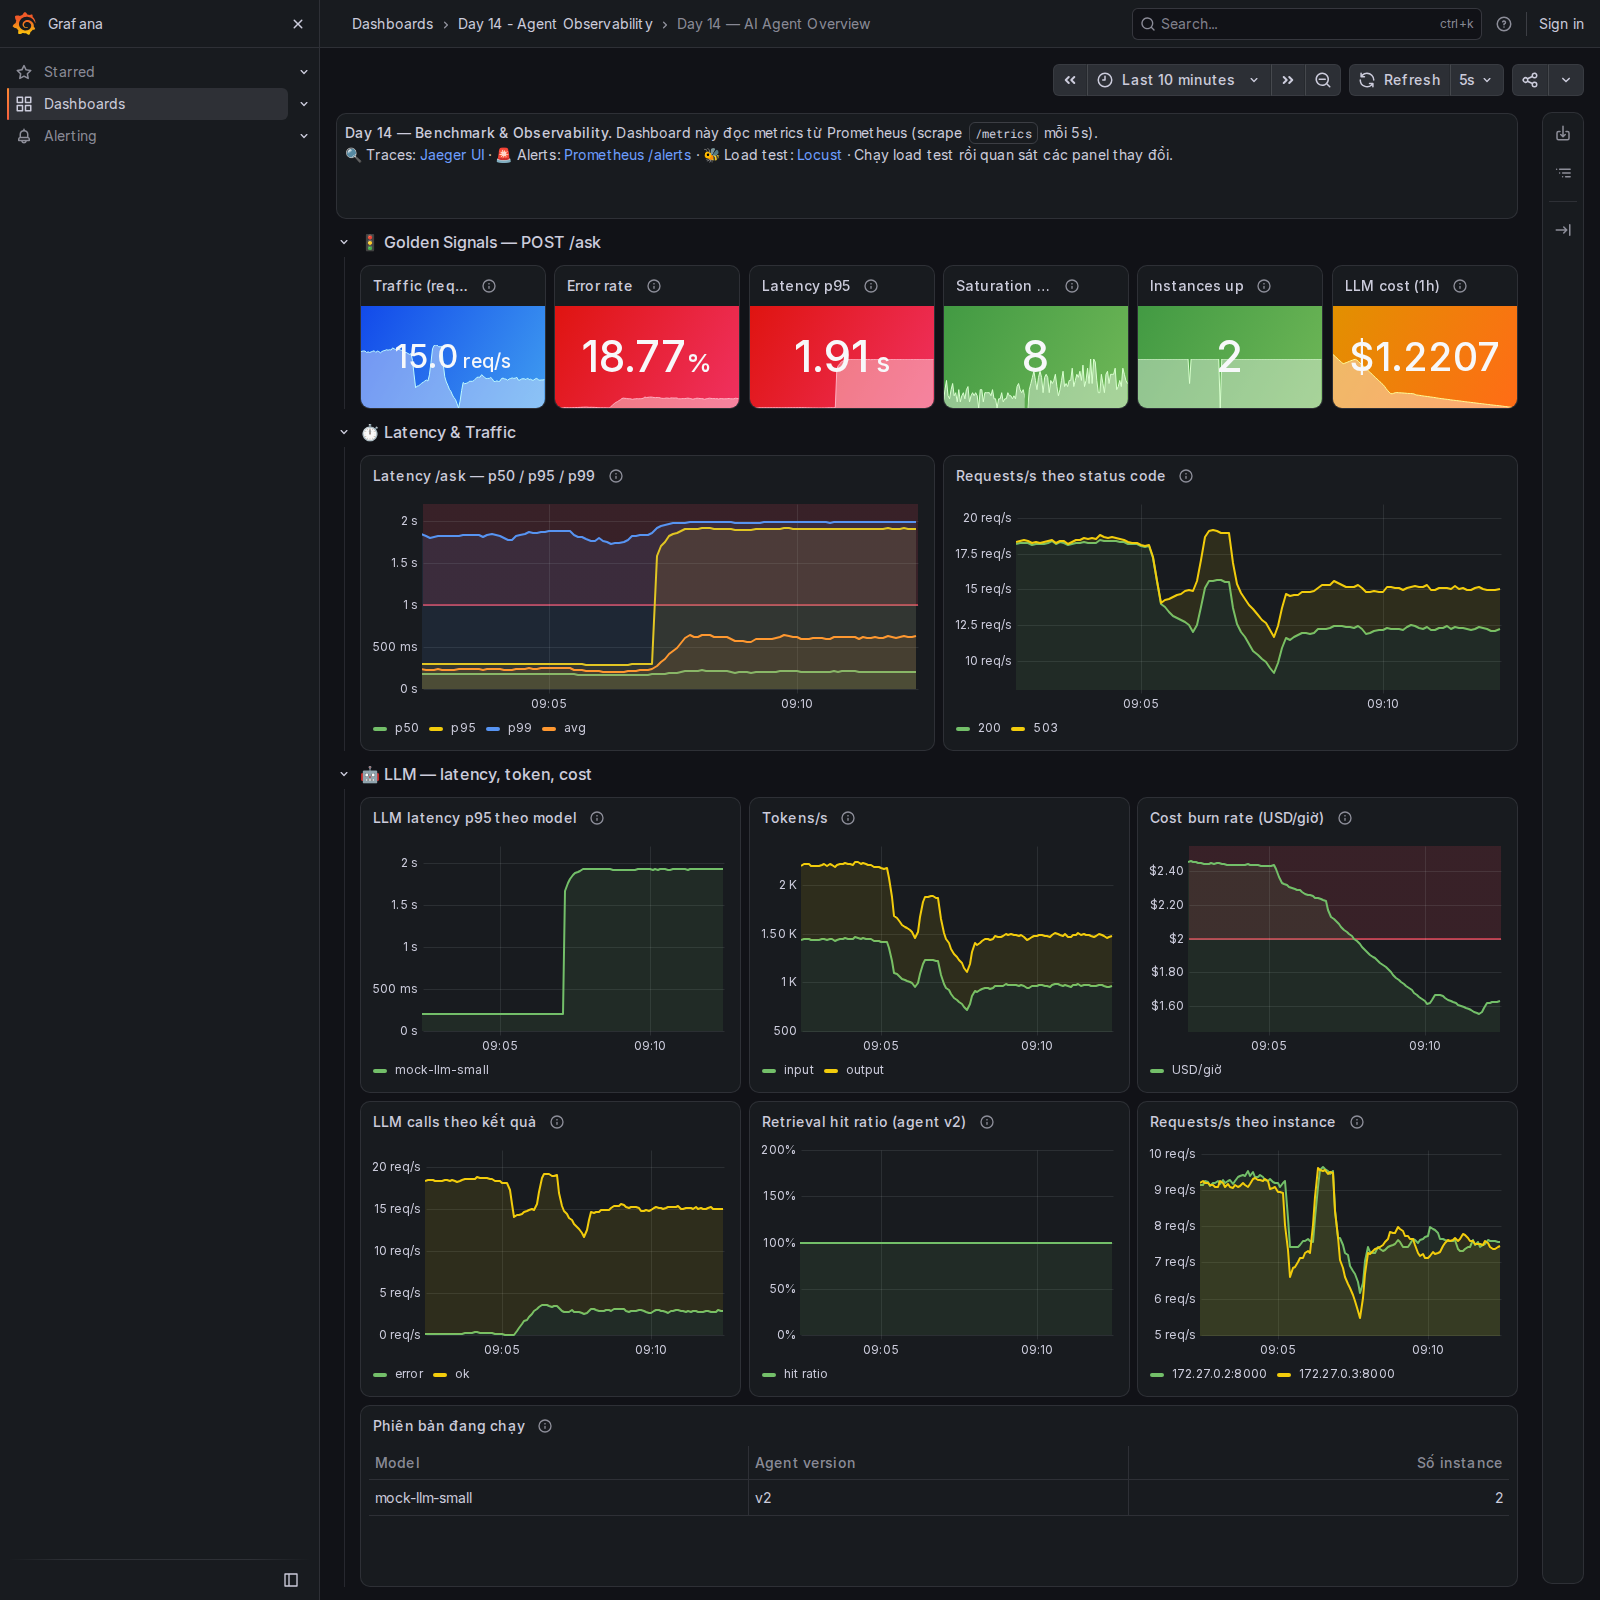 Grafana
Dashboards › Day 14 - Agent Observability › Day 14 — AI Agent Overview
Search...
ctrl+k
Sign in
Starred
Dashboards
Alerting
Last 10 minutes
Refresh
5s
Day 14 — Benchmark & Observability. Dashboard này đọc metrics từ Prometheus (scrape /metrics mỗi 5s).
🔍 Traces: Jaeger UI · 🚨 Alerts: Prometheus /alerts · 🐝 Load test: Locust · Chạy load test rồi quan sát các panel thay đổi.
🚦 Golden Signals — POST /ask
Traffic (req...
Error rate
Latency p95
Saturation ...
Instances up
LLM cost (1h)
15.0 req/s
18.77%
1.91 s
8
2
$1.2207
⏱️ Latency & Traffic
Latency /ask — p50 / p95 / p99
2 s
1.5 s
1 s
500 ms
0 s
09:05
09:10
p50
p95
p99
avg
Requests/s theo status code
20 req/s
17.5 req/s
15 req/s
12.5 req/s
10 req/s
09:05
09:10
200
503
🤖 LLM — latency, token, cost
LLM latency p95 theo model
2 s
1.5 s
1 s
500 ms
0 s
09:05
09:10
mock-llm-small
Tokens/s
2 K
1.50 K
1 K
500
09:05
09:10
input
output
Cost burn rate (USD/giờ)
$2.40
$2.20
$2
$1.80
$1.60
09:05
09:10
USD/giờ
LLM calls theo kết quả
20 req/s
15 req/s
10 req/s
5 req/s
0 req/s
09:05
09:10
error
ok
Retrieval hit ratio (agent v2)
200%
150%
100%
50%
0%
09:05
09:10
hit ratio
Requests/s theo instance
10 req/s
9 req/s
8 req/s
7 req/s
6 req/s
5 req/s
09:05
09:10
172.27.0.2:8000
172.27.0.3:8000
Phiên bản đang chạy
Model
Agent version
Số instance
mock-llm-small
v2
2